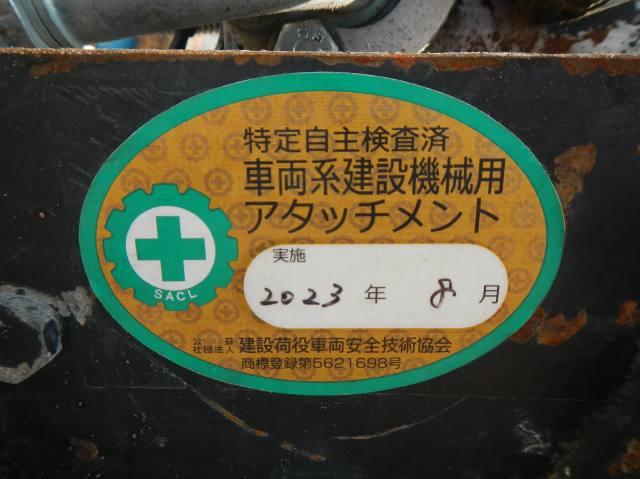 特定自主検査済
車両系建設機械用
アタッチメント
SACL
実施
2023 年 8 月
公益社団法人 建設荷役車両安全技術協会
商標登録第5621698号